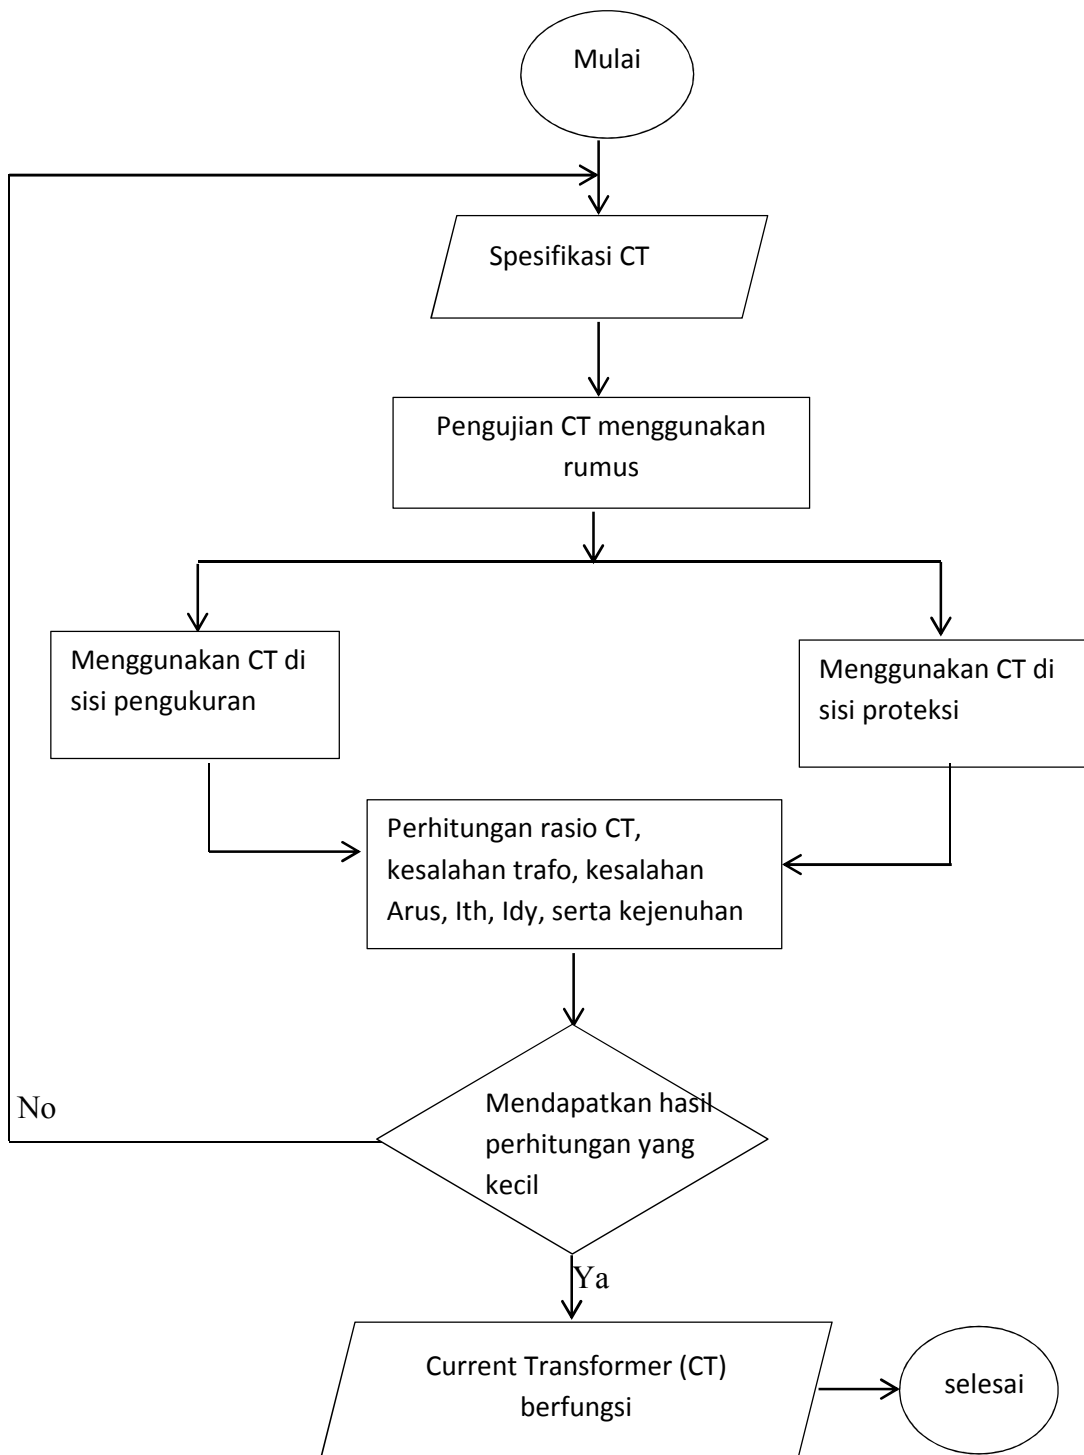 Mulai
Spesifikasi CT
Pengujian CT menggunakan
rumus
Menggunakan CT di
sisi pengukuran
Menggunakan CT di
sisi proteksi
Perhitungan rasio CT,
kesalahan trafo, kesalahan
Arus, Ith, Idy, serta kejenuhan
No
Mendapatkan hasil
perhitungan yang
kecil
Ya
Current Transformer (CT)
berfungsi
selesai